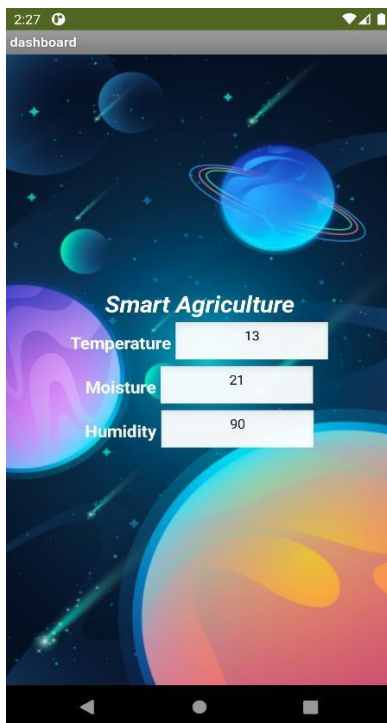 2:27
dashboard
Smart Agriculture
Temperature 13
Moisture 21
Humidity 90